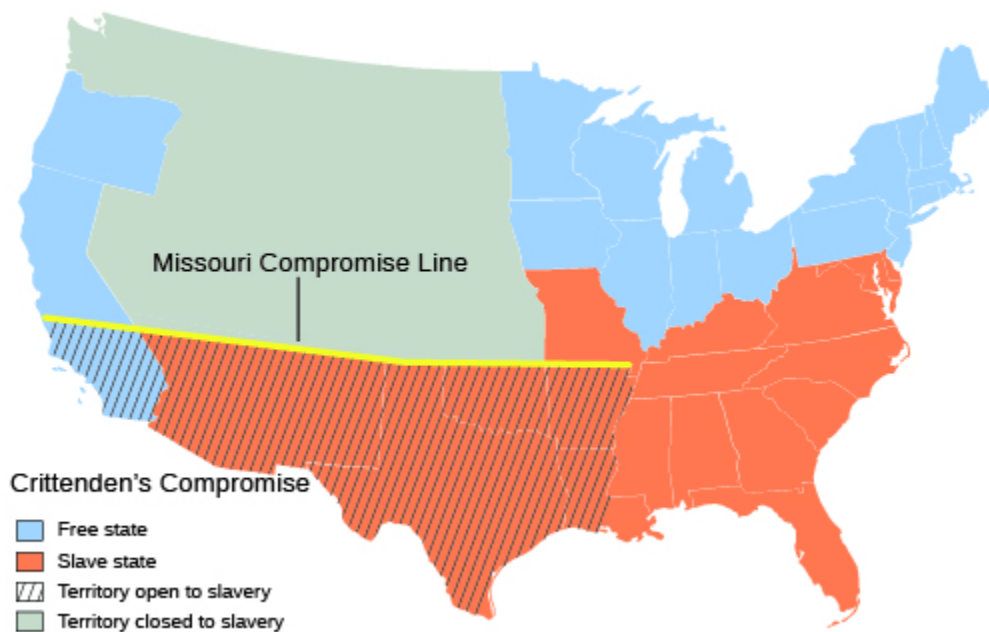 Missouri Compromise Line
Crittenden's Compromise
Free state
Slave state
Territory open to slavery
Territory closed to slavery